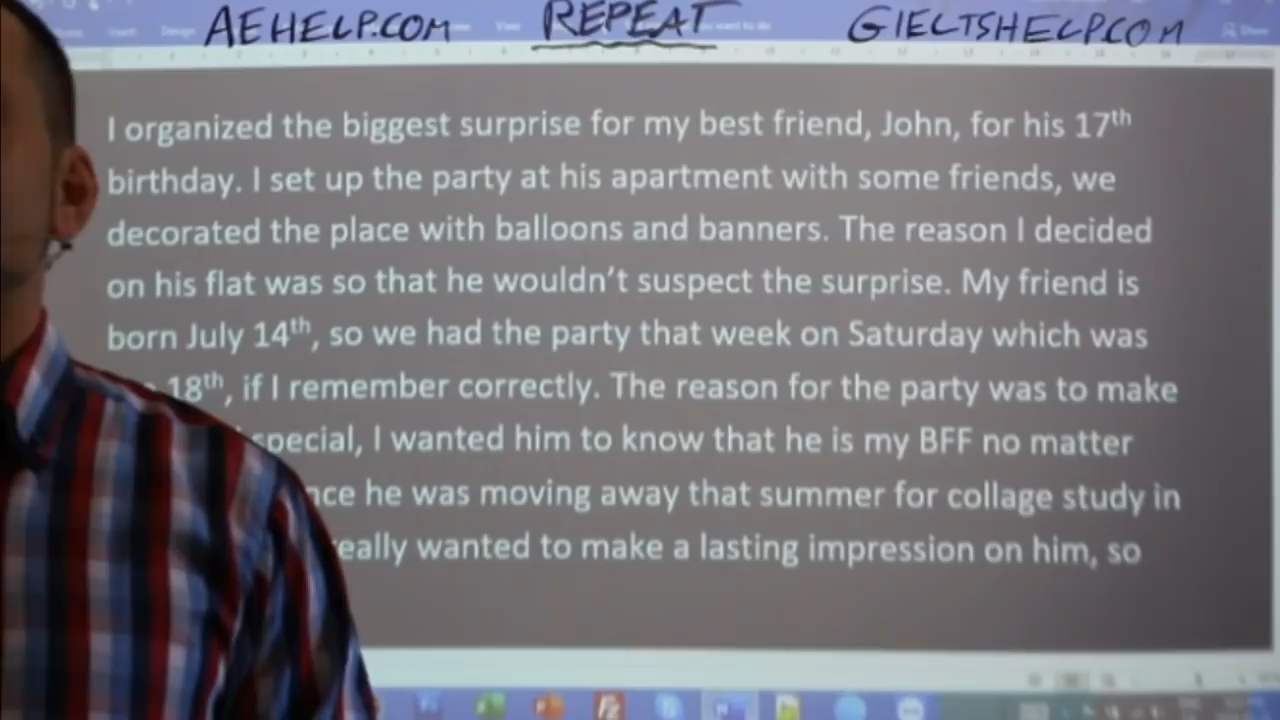 AEHELP.COM REPEAT GIELTSHELP.COM
I organized the biggest surprise for my best friend, John, for his 17th
birthday. I set up the party at his apartment with some friends, we
decorated the place with balloons and banners. The reason I decided
on his flat was so that he wouldn't suspect the surprise. My friend is
born July 14th, so we had the party that week on Saturday which was
18th, if I remember correctly. The reason for the party was to make
special, I wanted him to know that he is my BFF no matter
he was moving away that summer for collage study in
really wanted to make a lasting impression on him, so